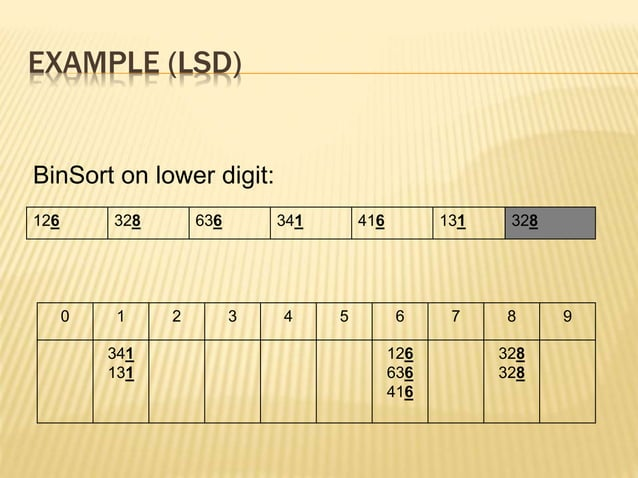 EXAMPLE (LSD)
BinSort on lower digit:
126 328 636 341 416 131 328
0 1 2 3 4 5 6 7 8 9
341 126 328
131 636 328
416